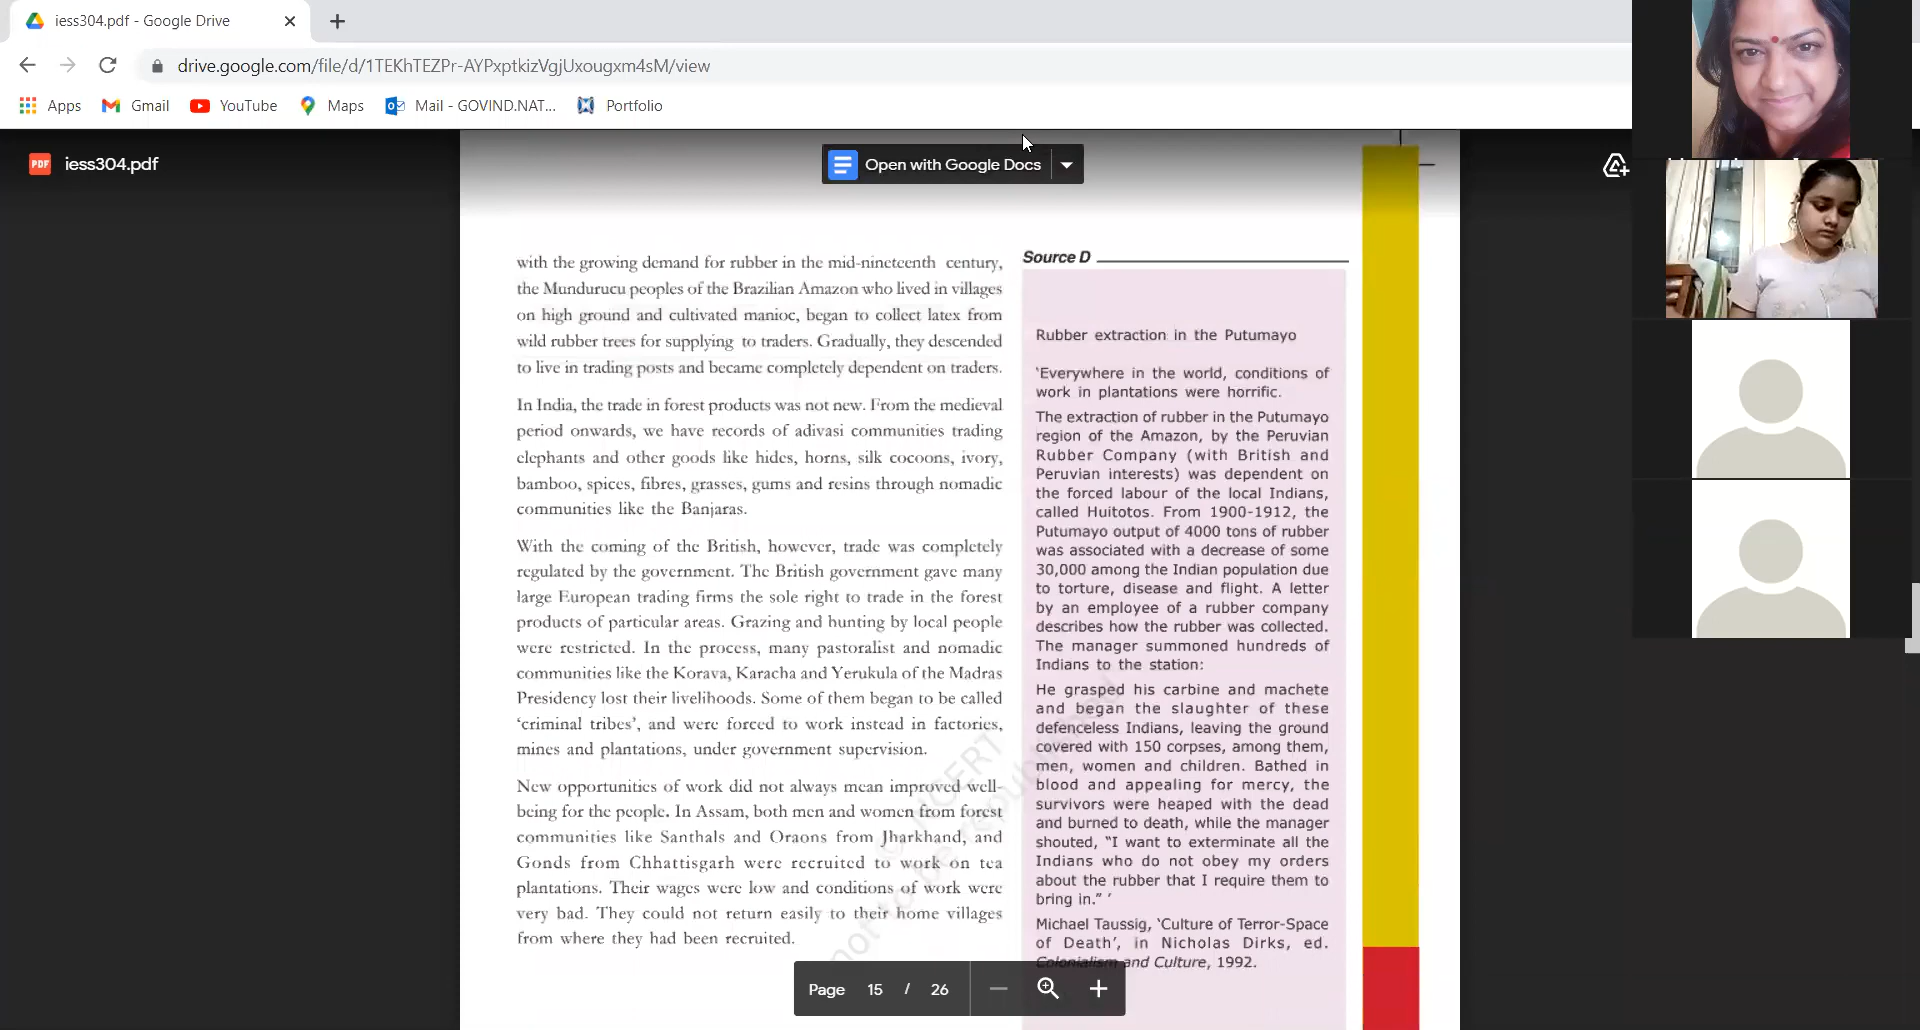 iess304.pdf - Google Drive
drive.google.com/file/d/1TEKhTEZPr-AYPxptkizVgjUxougxm4sM/view
Apps Gmail YouTube Maps Mail - GOVIND.NAT... Portfolio
PDF iess304.pdf
Open with Google Docs
with the growing demand for rubber in the mid-nineteenth century,
the Mundurucu peoples of the Brazilian Amazon who lived in villages
on high ground and cultivated manioc, began to collect latex from
wild rubber trees for supplying to traders. Gradually, they descended
to live in trading posts and became completely dependent on traders.
In India, the trade in forest products was not new. From the medieval
period onwards, we have records of adivasi communities trading
elephants and other goods like hides, horns, silk cocoons, ivory,
bamboo, spices, fibres, grasses, gums and resins through nomadic
communities like the Banjaras.
With the coming of the British, however, trade was completely
regulated by the government. The British government gave many
large European trading firms the sole right to trade in the forest
products of particular areas. Grazing and hunting by local people
were restricted. In the process, many pastoralist and nomadic
communities like the Korava, Karacha and Yerukula of the Madras
Presidency lost their livelihoods. Some of them began to be called
‘criminal tribes’, and were forced to work instead in factories,
mines and plantations, under government supervision.
New opportunities of work did not always mean improved well-
being for the people. In Assam, both men and women from forest
communities like Santhals and Oraons from Jharkhand, and
Gonds from Chhattisgarh were recruited to work on tea
plantations. Their wages were low and conditions of work were
very bad. They could not return easily to their home villages
from where they had been recruited.
Source D
Rubber extraction in the Putumayo
‘Everywhere in the world, conditions of
work in plantations were horrific.
The extraction of rubber in the Putumayo
region of the Amazon, by the Peruvian
Rubber Company (with British and
Peruvian interests) was dependent on
the forced labour of the local Indians,
called Huitotos. From 1900-1912, the
Putumayo output of 4000 tons of rubber
was associated with a decrease of some
30,000 among the Indian population due
to torture, disease and flight. A letter
by an employee of a rubber company
describes how the rubber was collected.
The manager summoned hundreds of
Indians to the station:
He grasped his carbine and machete
and began the slaughter of these
defenceless Indians, leaving the ground
covered with 150 corpses, among them,
men, women and children. Bathed in
blood and appealing for mercy, the
survivors were heaped with the dead
and burned to death, while the manager
shouted, “I want to exterminate all the
Indians who do not obey my orders
about the rubber that I require them to
bring in.” ’
Michael Taussig, ‘Culture of Terror-Space
of Death’, in Nicholas Dirks, ed.
Colonialism and Culture, 1992.
© NCERT
not to be republished
Page 15 / 26